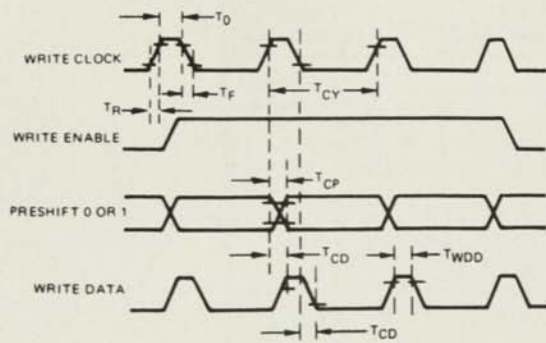 T0
WRITE CLOCK
TF
TCY
TR
WRITE ENABLE
TCP
PRESHIFT 0 OR 1
TCD
TWDD
WRITE DATA
TCD